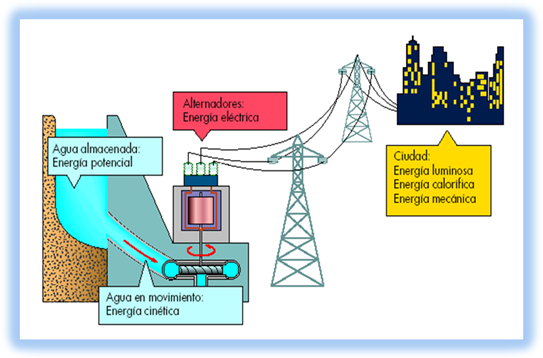 Alternadores:
Energía eléctrica
Agua almacenada:
Energía potencial
Ciudad:
Energía luminosa
Energía calorífica
Energía mecánica
Agua en movimiento:
Energía cinética